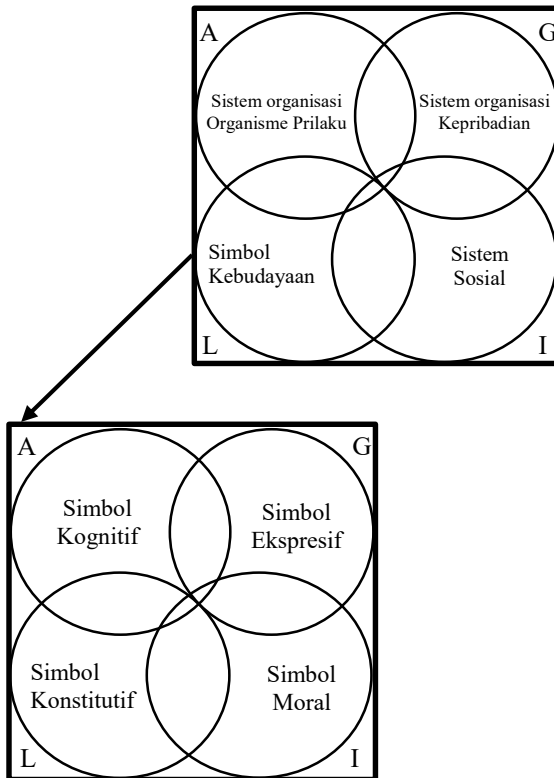 A
G
Sistem organisasi
Organisme Prilaku
Sistem organisasi
Kepribadian
Simbol
Kebudayaan
Sistem
Sosial
L
I
A
G
Simbol
Kognitif
Simbol
Ekspresif
Simbol
Konstitutif
Simbol
Moral
L
I